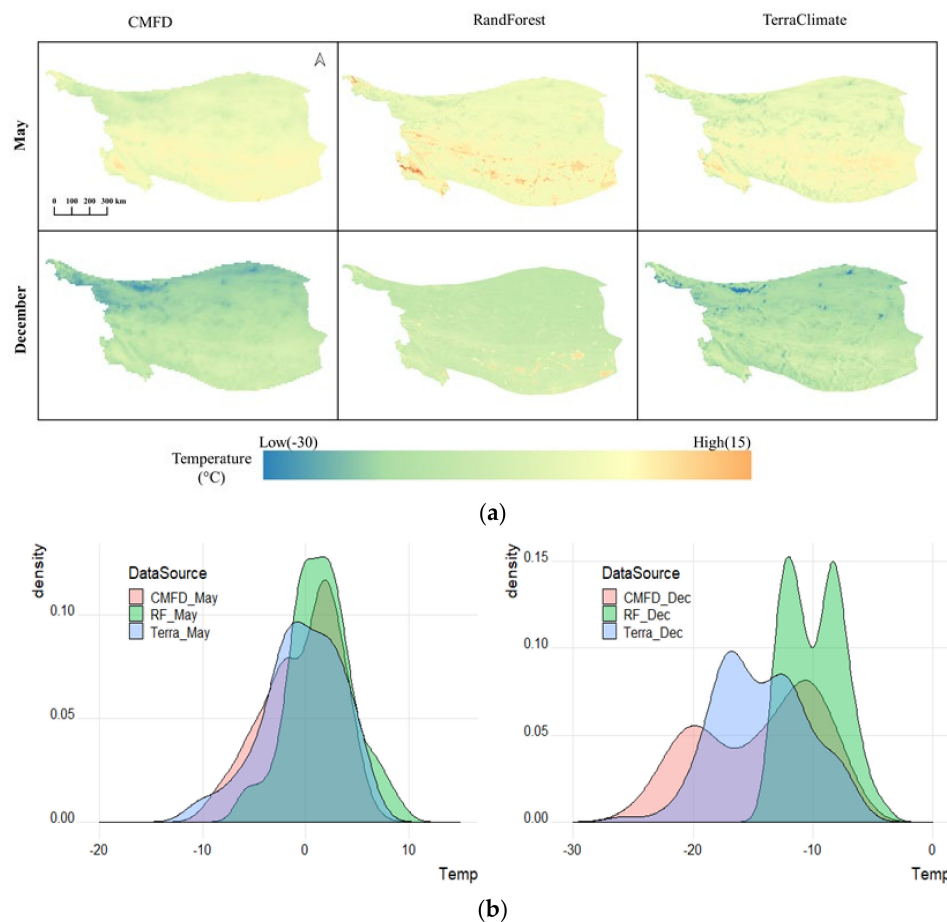 CMFD RandForest TerraClimate
May
0 100 200 300 km
December
Low(-30) High(15)
Temperature
(°C)
(a)
density
DataSource
CMFD_May
RF_May
Terra_May
0.10
0.05
0.00
-20 -10 0 10
Temp
density
0.15
DataSource
CMFD_Dec
RF_Dec
Terra_Dec
0.10
0.05
0.00
-30 -20 -10 0
Temp
(b)